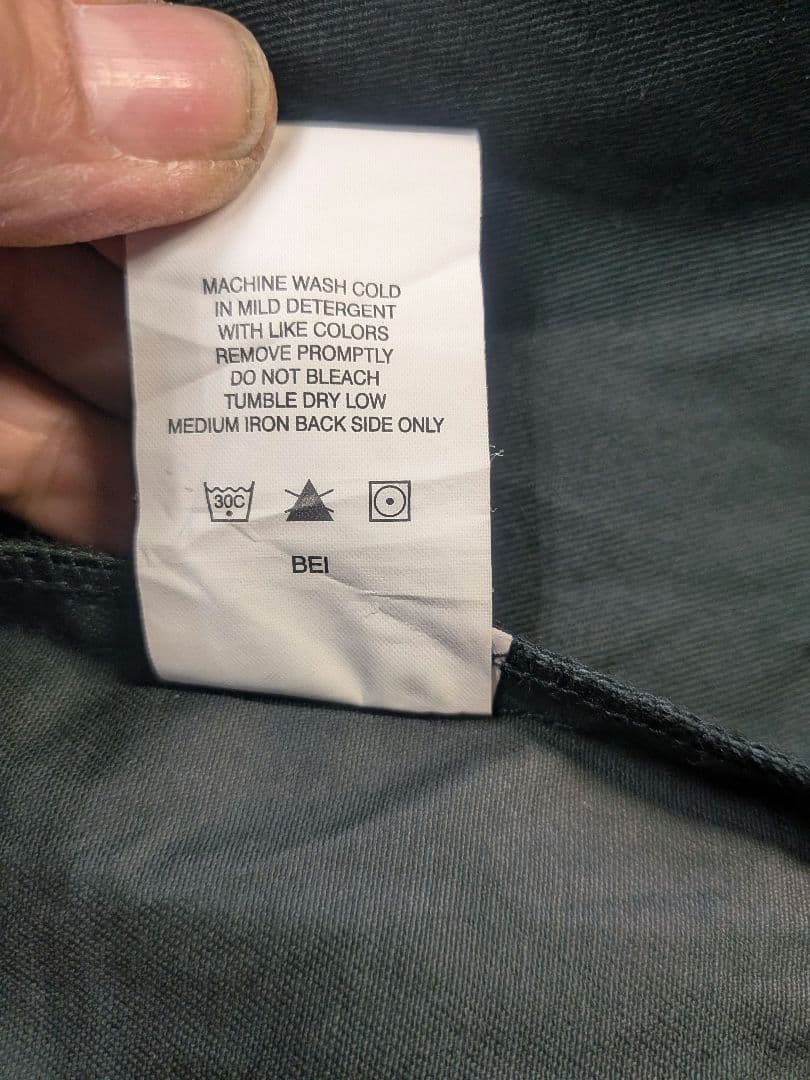 MACHINE WASH COLD
IN MILD DETERGENT
WITH LIKE COLORS
REMOVE PROMPTLY
DO NOT BLEACH
TUMBLE DRY LOW
MEDIUM IRON BACK SIDE ONLY
30C
BEI